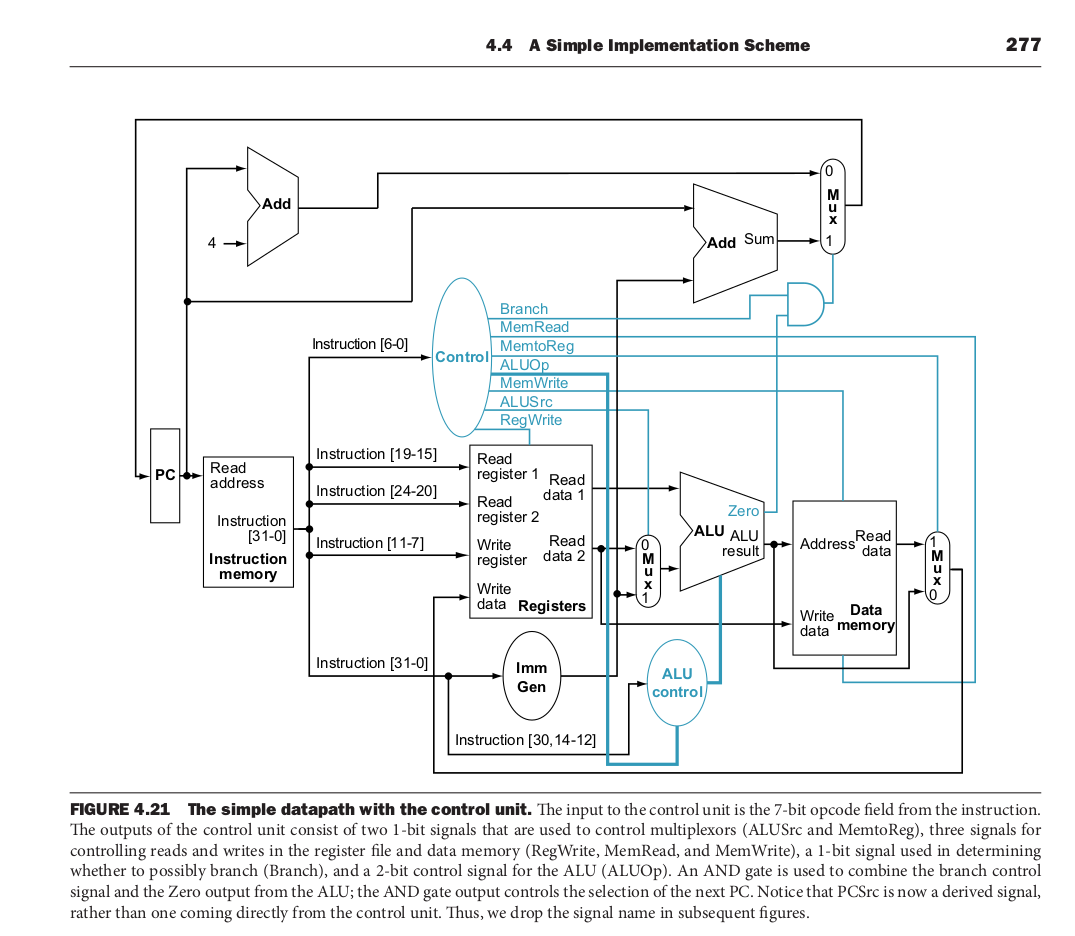 4.4 A Simple Implementation Scheme 277
0
M
u
x
1
Add
4
Add Sum
Branch
MemRead
MemtoReg
ALUOp
MemWrite
ALUSrc
RegWrite
Control
Instruction [6-0]
Instruction [19-15]
Instruction [24-20]
Instruction [11-7]
Instruction [31-0]
Instruction [30,14-12]
PC
Read
address
Instruction
[31-0]
Instruction
memory
Read
register 1
Read
register 2
Write
register
Write
data
Registers
Read
data 1
Read
data 2
0
M
u
x
1
Zero
ALU
ALU
result
Address
Read
data
Write
data
Data
memory
1
M
u
x
0
Imm
Gen
ALU
control
FIGURE 4.21 The simple datapath with the control unit. The input to the control unit is the 7-bit opcode field from the instruction.
The outputs of the control unit consist of two 1-bit signals that are used to control multiplexors (ALUSrc and MemtoReg), three signals for
controlling reads and writes in the register file and data memory (RegWrite, MemRead, and MemWrite), a 1-bit signal used in determining
whether to possibly branch (Branch), and a 2-bit control signal for the ALU (ALUOp). An AND gate is used to combine the branch control
signal and the Zero output from the ALU; the AND gate output controls the selection of the next PC. Notice that PCSrc is now a derived signal,
rather than one coming directly from the control unit. Thus, we drop the signal name in subsequent figures.